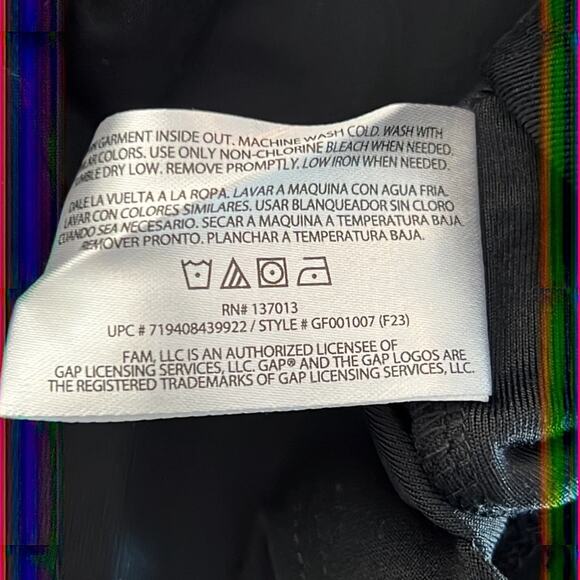 GARMENT INSIDE OUT. MACHINE WASH COLD. WASH WITH
COLORS. USE ONLY NON-CHLORINE BLEACH WHEN NEEDED.
DRY LOW. REMOVE PROMPTLY. LOW IRON WHEN NEEDED.
DALE LA VUELTA A LA ROPA. LAVAR A MAQUINA CON AGUA FRIA.
LAVAR CON COLORES SIMILARES. USAR BLANQUEADOR SIN CLORO
CUANDO SEA NECESARIO. SECAR A MAQUINA A TEMPERATURA BAJA.
REMOVER PRONTO. PLANCHAR A TEMPERATURA BAJA.
RN# 137013
UPC # 719408439922 / STYLE # GF001007 (F23)
FAM, LLC IS AN AUTHORIZED LICENSEE OF
GAP LICENSING SERVICES, LLC. GAP® AND THE GAP LOGOS ARE
THE REGISTERED TRADEMARKS OF GAP LICENSING SERVICES, LLC.